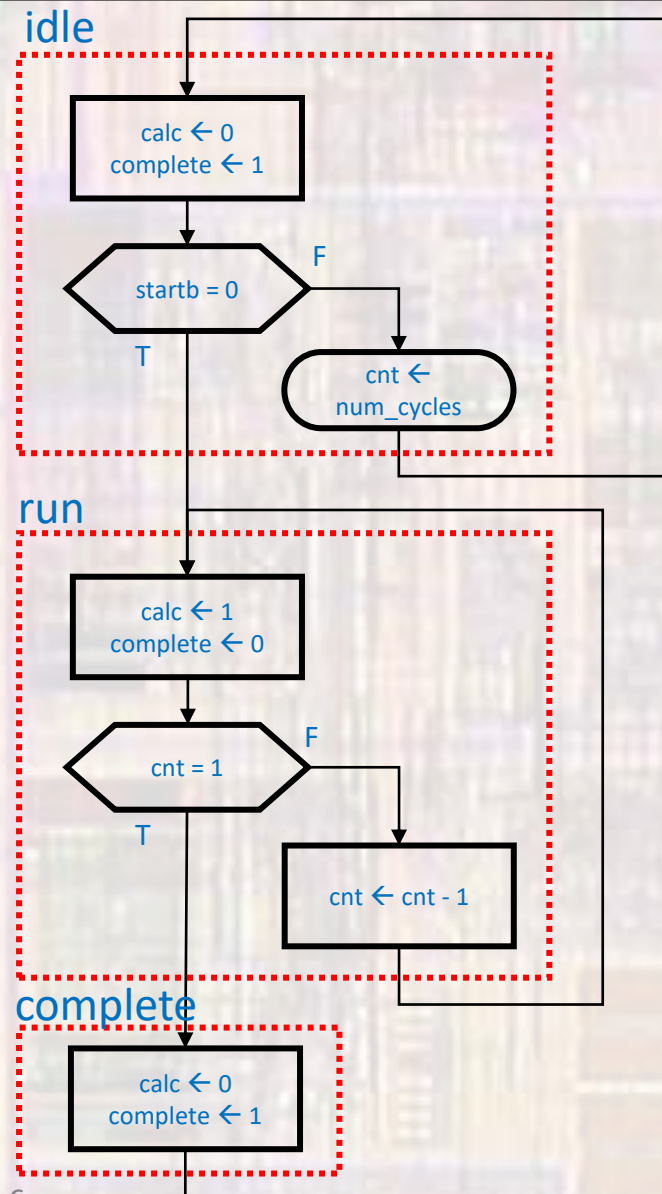 idle
calc ← 0
complete ← 1
startb = 0
F
T
cnt ←
num_cycles
run
calc ← 1
complete ← 0
cnt = 1
F
T
cnt ← cnt - 1
complete
calc ← 0
complete ← 1